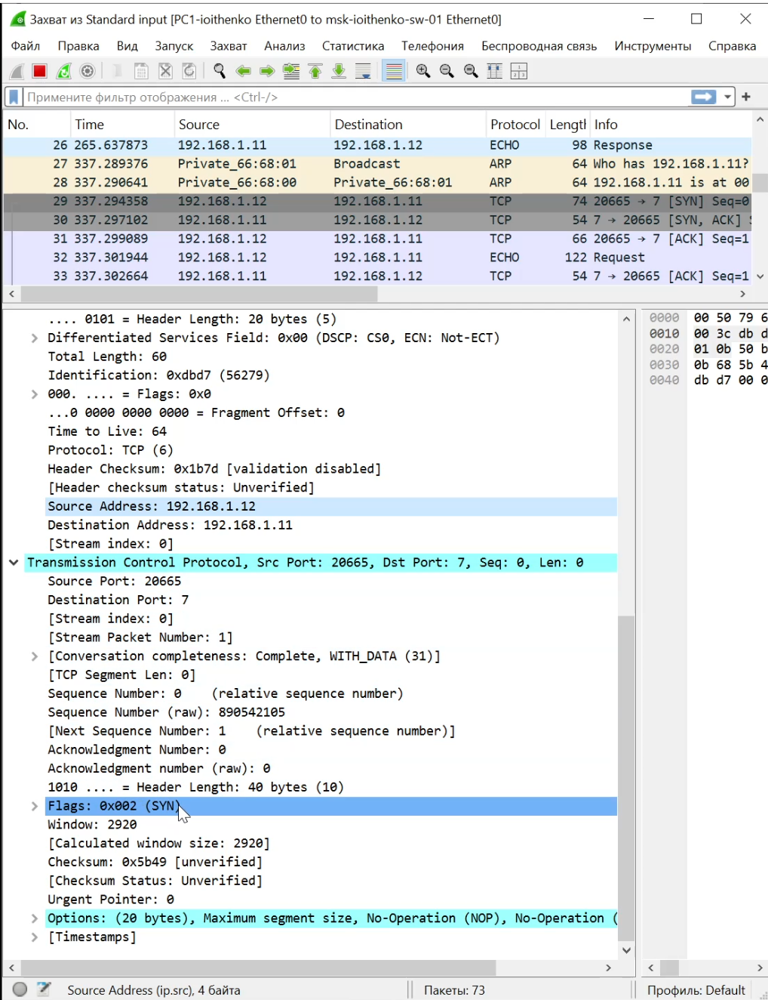 Захват из Standard input [PC1-ioithenko Ethernet0 to msk-ioithenko-sw-01 Ethernet0]
Файл Правка Вид Запуск Захват Анализ Статистика Телефония Беспроводная связь Инструменты Справка
Примените фильтр отображения ... <Ctrl-/>
No. Time Source Destination Protocol Lengtl Info
26 265.637873 192.168.1.11 192.168.1.12 ECHO 98 Response
27 337.289376 Private_66:68:01 Broadcast ARP 64 Who has 192.168.1.11?
28 337.290641 Private_66:68:00 Private_66:68:01 ARP 64 192.168.1.11 is at 00
29 337.294358 192.168.1.12 192.168.1.11 TCP 74 20665 → 7 [SYN] Seq=0
30 337.297102 192.168.1.11 192.168.1.12 TCP 54 7 → 20665 [SYN, ACK]
31 337.299089 192.168.1.12 192.168.1.11 TCP 66 20665 → 7 [ACK] Seq=1
32 337.301944 192.168.1.12 192.168.1.11 ECHO 122 Request
33 337.302664 192.168.1.11 192.168.1.12 TCP 54 7 → 20665 [ACK] Seq=1
.... 0101 = Header Length: 20 bytes (5)
Differentiated Services Field: 0x00 (DSCP: CS0, ECN: Not-ECT)
Total Length: 60
Identification: 0xdbd7 (56279)
000. .... = Flags: 0x0
...0 0000 0000 0000 = Fragment Offset: 0
Time to Live: 64
Protocol: TCP (6)
Header Checksum: 0x1b7d [validation disabled]
[Header checksum status: Unverified]
Source Address: 192.168.1.12
Destination Address: 192.168.1.11
[Stream index: 0]
Transmission Control Protocol, Src Port: 20665, Dst Port: 7, Seq: 0, Len: 0
Source Port: 20665
Destination Port: 7
[Stream index: 0]
[Stream Packet Number: 1]
[Conversation completeness: Complete, WITH_DATA (31)]
[TCP Segment Len: 0]
Sequence Number: 0 (relative sequence number)
Sequence Number (raw): 890542105
[Next Sequence Number: 1 (relative sequence number)]
Acknowledgment Number: 0
Acknowledgment number (raw): 0
1010 .... = Header Length: 40 bytes (10)
Flags: 0x002 (SYN)
Window: 2920
[Calculated window size: 2920]
Checksum: 0x5b49 [unverified]
[Checksum Status: Unverified]
Urgent Pointer: 0
Options: (20 bytes), Maximum segment size, No-Operation (NOP), No-Operation (
[Timestamps]
0000 00 50 79 6
0010 00 3c db d
0020 01 0b 50 b
0030 0b 68 5b 4
0040 db d7 00 0
Source Address (ip.src), 4 байта
Пакеты: 73
Профиль: Default